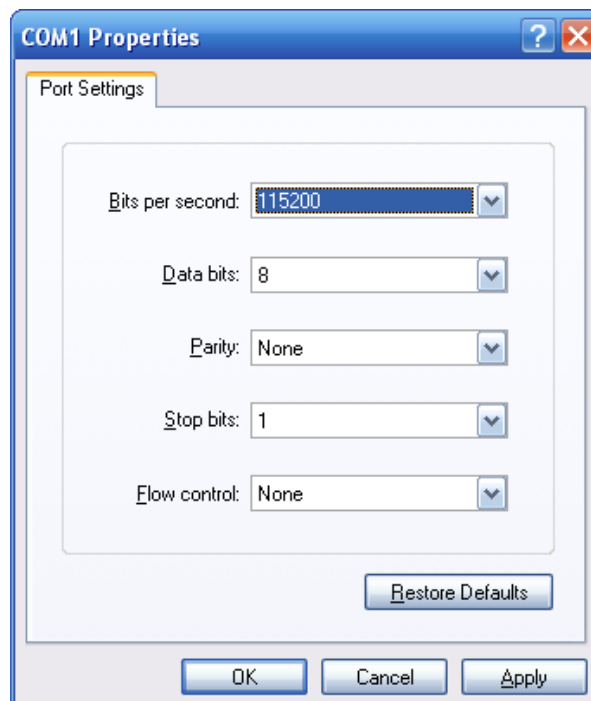 COM1 Properties
Port Settings
Bits per second: 115200
Data bits: 8
Parity: None
Stop bits: 1
Flow control: None
Restore Defaults
OK Cancel Apply